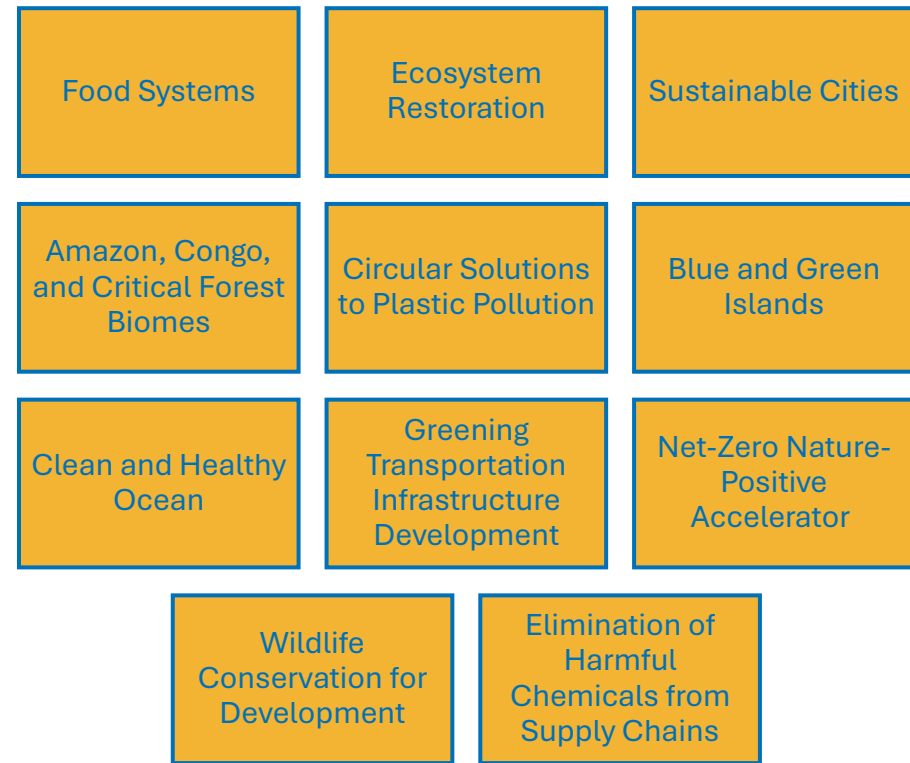 Food Systems
Ecosystem
Restoration
Sustainable Cities
Amazon, Congo,
and Critical Forest
Biomes
Circular Solutions
to Plastic Pollution
Blue and Green
Islands
Clean and Healthy
Ocean
Greening
Transportation
Infrastructure
Development
Net-Zero Nature-
Positive
Accelerator
Wildlife
Conservation for
Development
Elimination of
Harmful
Chemicals from
Supply Chains